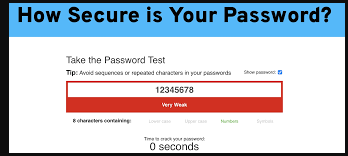 How Secure is Your Password?
Take the Password Test
Tip: Avoid sequences or repeated characters in your passwords
Show password:
12345678
Very Weak
8 characters containing: Lower case Upper case Numbers Symbols
Time to crack your password:
0 seconds